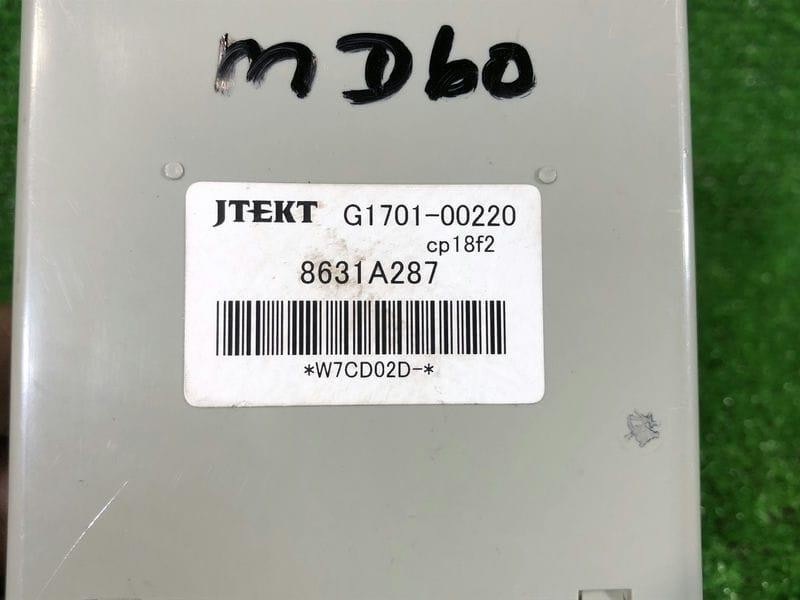 MD60
JTEKT G1701-00220
cp18f2
8631A287
*W7CD02D-*